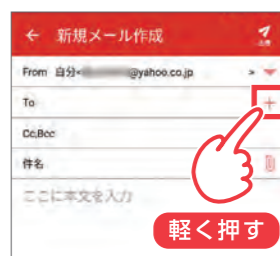 新規メール作成
From 自分< @yahoo.co.jp >
To
Cc,Bcc
件名
ここに本文を入力
軽く押す